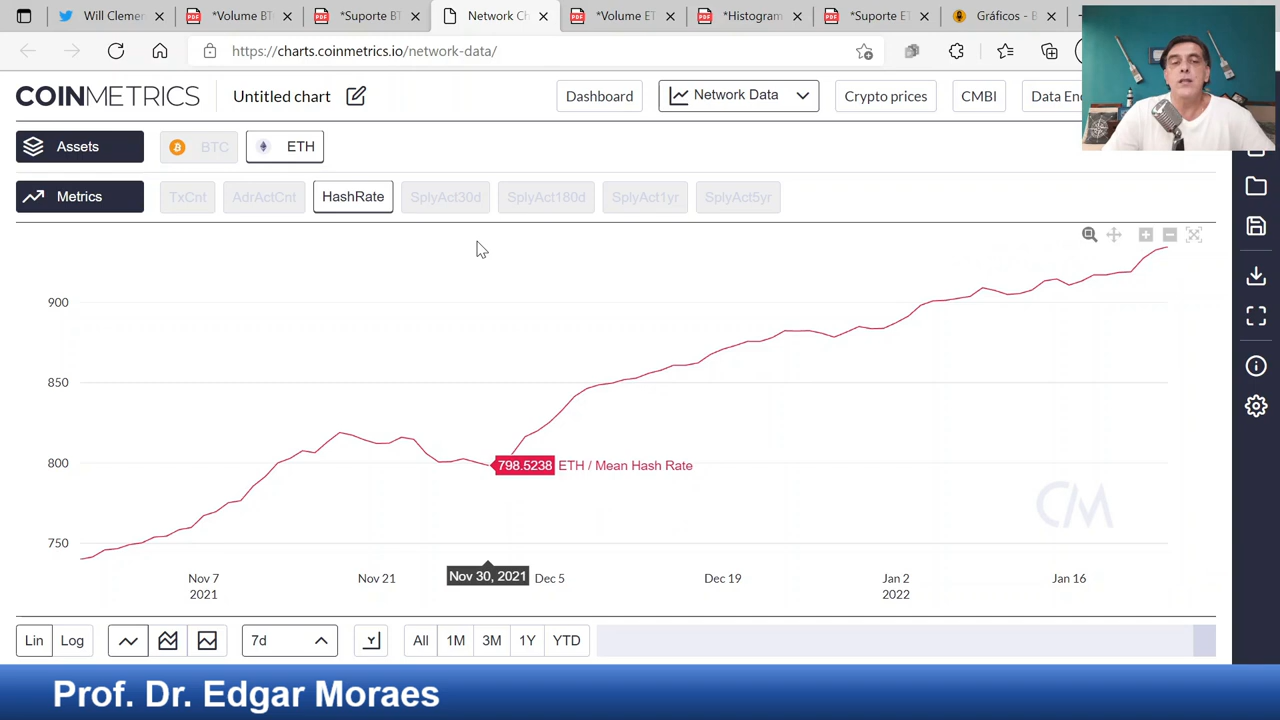 Will Clemen
*Volume BT
*Suporte BT
Network Ch
*Volume ET
*Histogram
*Suporte ET
Gráficos - B
https://charts.coinmetrics.io/network-data/
COINMETRICS
Untitled chart
Dashboard
Network Data
Crypto prices
CMBI
Data En
Assets
BTC
ETH
Metrics
TxCnt
AdrActCnt
HashRate
SplyAct30d
SplyAct180d
SplyAct1yr
SplyAct5yr
900
850
800
750
798.5238 ETH / Mean Hash Rate
CM
Nov 7
2021
Nov 21
Nov 30, 2021
Dec 5
Dec 19
Jan 2
2022
Jan 16
Lin
Log
7d
All
1M
3M
1Y
YTD
Prof. Dr. Edgar Moraes